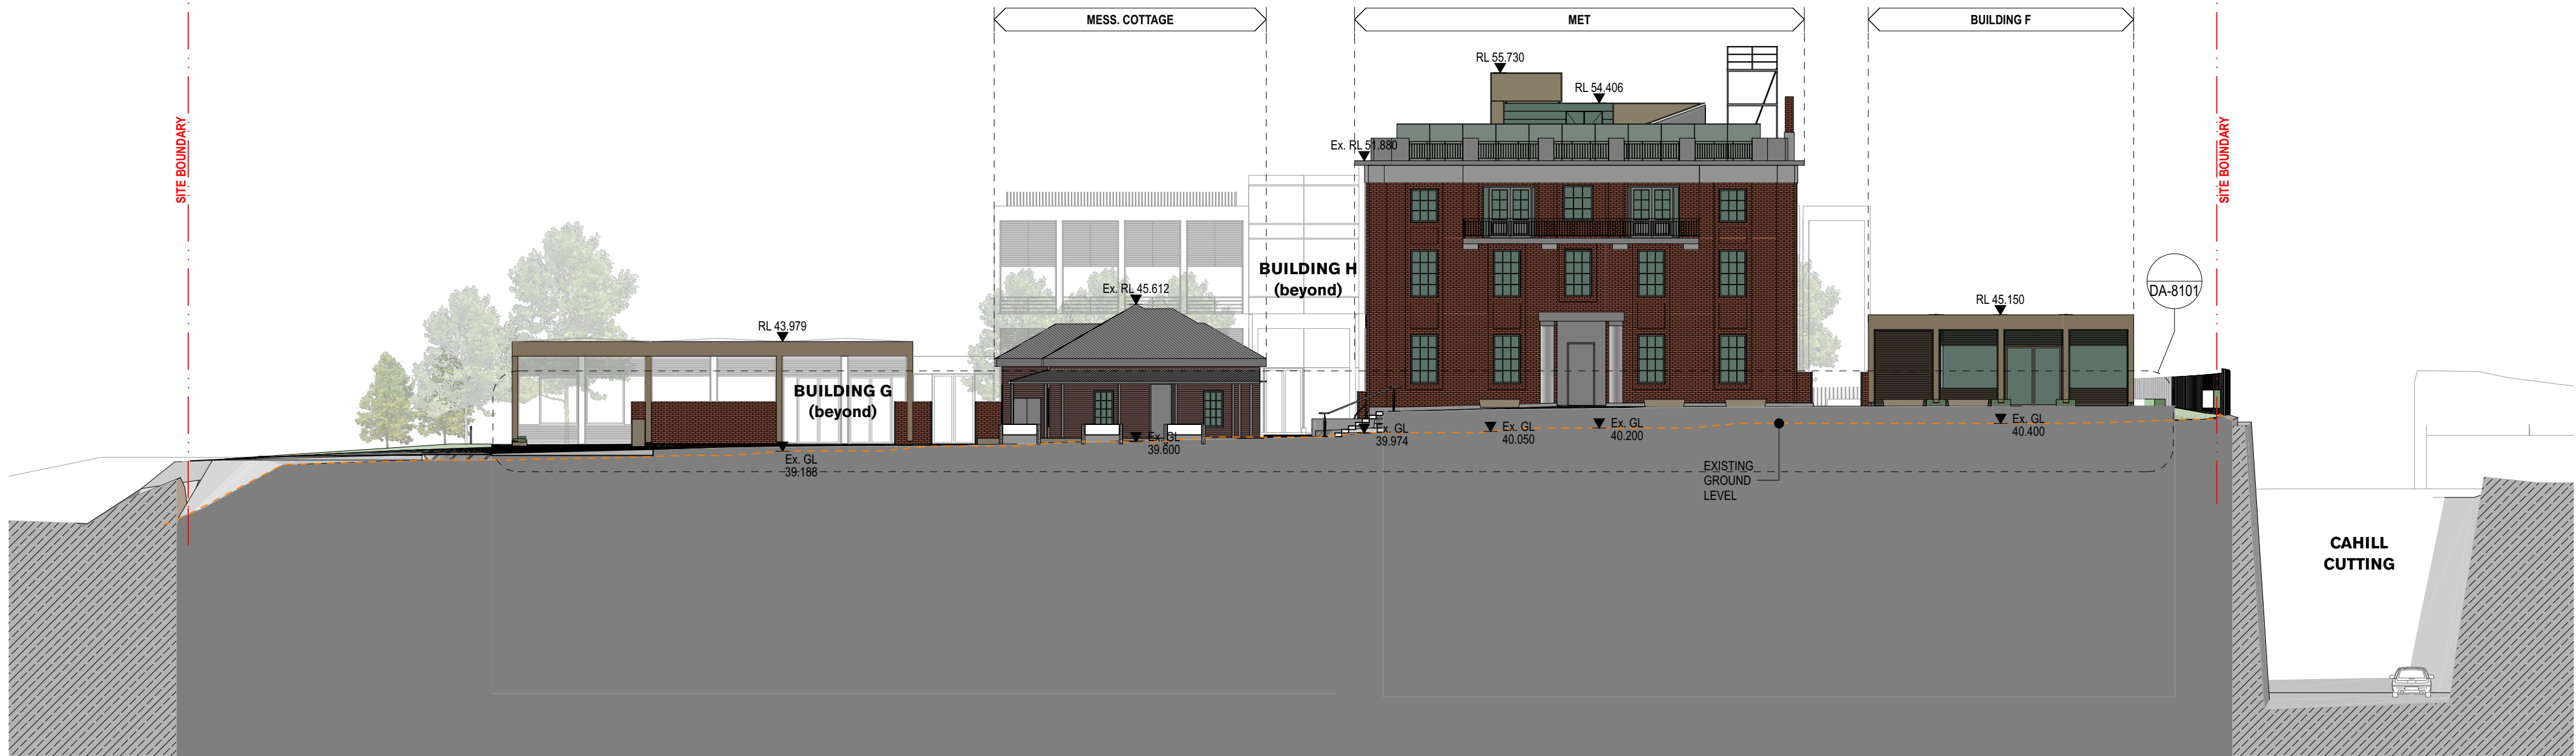 MESS. COTTAGE
MET
BUILDING F
RL 55.730
RL 54.406
Ex. RL 51.880
SITE BOUNDARY
SITE BOUNDARY
BUILDING H
(beyond)
DA-8101
Ex. RL 45.612
RL 45.150
RL 43.979
BUILDING G
(beyond)
Ex. GL
39.188
Ex. GL
39.600
Ex. GL
39.974
Ex. GL
40.050
Ex. GL
40.200
Ex. GL
40.400
EXISTING
GROUND
LEVEL
CAHILL
CUTTING